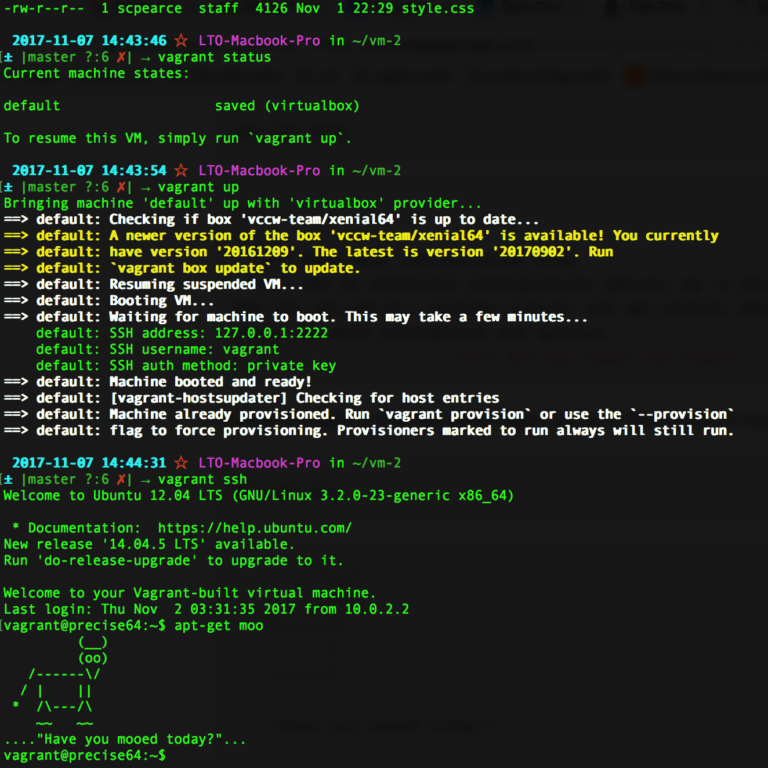 -rw-r--r--  1 scpearce  staff  4126 Nov  1 22:29 style.css
2017-11-07 14:43:46 ☆ LTO-Macbook-Pro in ~/vm-2
[± |master ?:6 ✗| → vagrant status
Current machine states:
default                   saved (virtualbox)
To resume this VM, simply run `vagrant up`.
2017-11-07 14:43:54 ☆ LTO-Macbook-Pro in ~/vm-2
[± |master ?:6 ✗| → vagrant up
Bringing machine 'default' up with 'virtualbox' provider...
==> default: Checking if box 'vccw-team/xenial64' is up to date...
==> default: A newer version of the box 'vccw-team/xenial64' is available! You currently
==> default: have version '20161209'. The latest is version '20170902'. Run
==> default: `vagrant box update` to update.
==> default: Resuming suspended VM...
==> default: Booting VM...
==> default: Waiting for machine to boot. This may take a few minutes...
    default: SSH address: 127.0.0.1:2222
    default: SSH username: vagrant
    default: SSH auth method: private key
==> default: Machine booted and ready!
==> default: [vagrant-hostsupdater] Checking for host entries
==> default: Machine already provisioned. Run `vagrant provision` or use the `--provision`
==> default: flag to force provisioning. Provisioners marked to run always will still run.
2017-11-07 14:44:31 ☆ LTO-Macbook-Pro in ~/vm-2
[± |master ?:6 ✗| → vagrant ssh
Welcome to Ubuntu 12.04 LTS (GNU/Linux 3.2.0-23-generic x86_64)
 * Documentation:  https://help.ubuntu.com/
New release '14.04.5 LTS' available.
Run 'do-release-upgrade' to upgrade to it.
Welcome to your Vagrant-built virtual machine.
Last login: Thu Nov  2 03:31:35 2017 from 10.0.2.2
[vagrant@precise64:~$ apt-get moo
         (__)
         (oo)
   /------\/
  / |    ||
 *  /\---/\
    ~~   ~~
...."Have you mooed today?"...
vagrant@precise64:~$